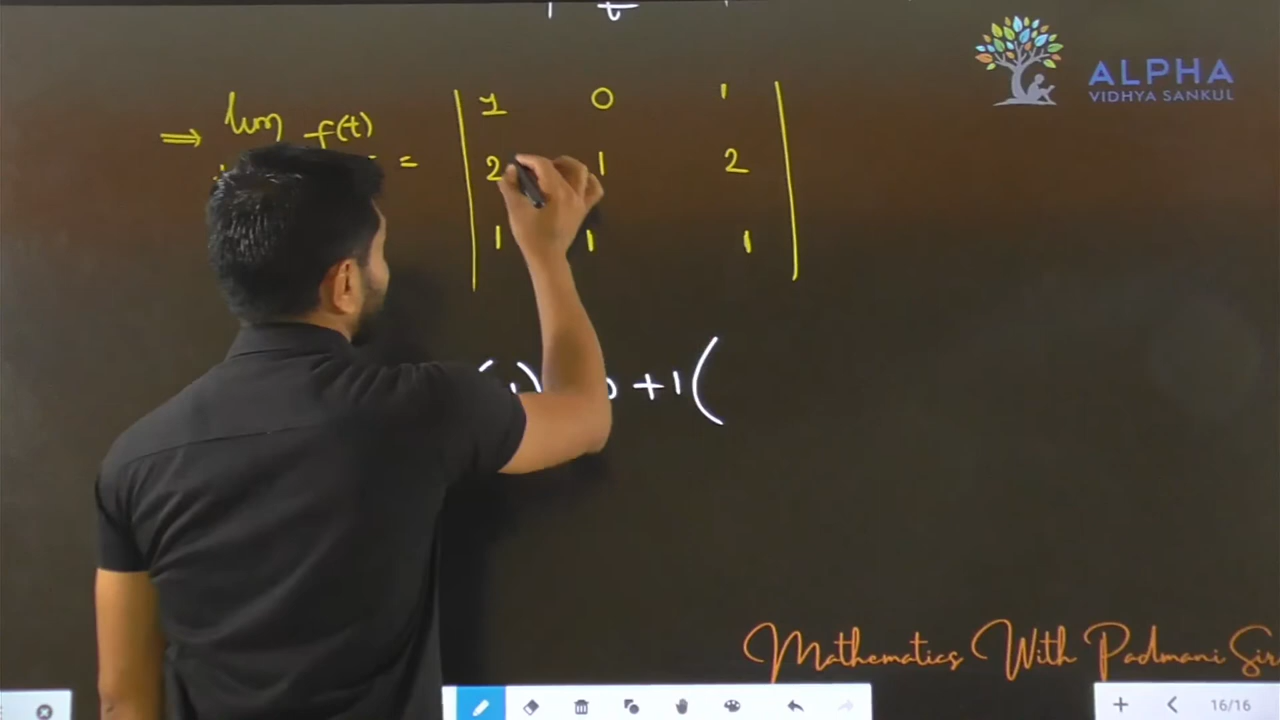 t
ALPHA
VIDHYA SANKUL
⇒ lim f(t) =
1 0 1
2 1 2
1 1 1
+1(
Mathematics With Padmani Sir
16/16